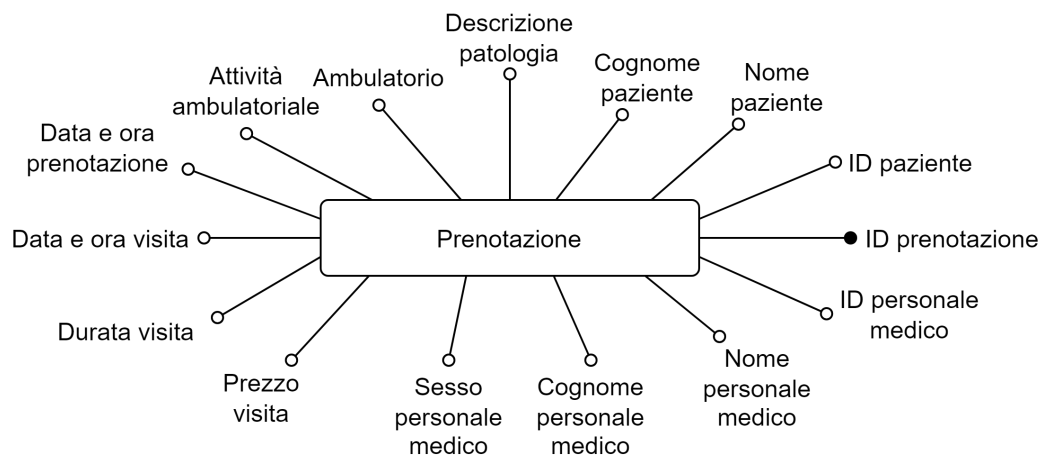 Descrizione
patologia
Cognome
paziente
Nome
paziente
Attività
ambulatoriale
Ambulatorio
Data e ora
prenotazione
ID paziente
Data e ora visita
Prenotazione
ID prenotazione
ID personale
medico
Durata visita
Prezzo
visita
Sesso
personale
medico
Cognome
personale
medico
Nome
personale
medico